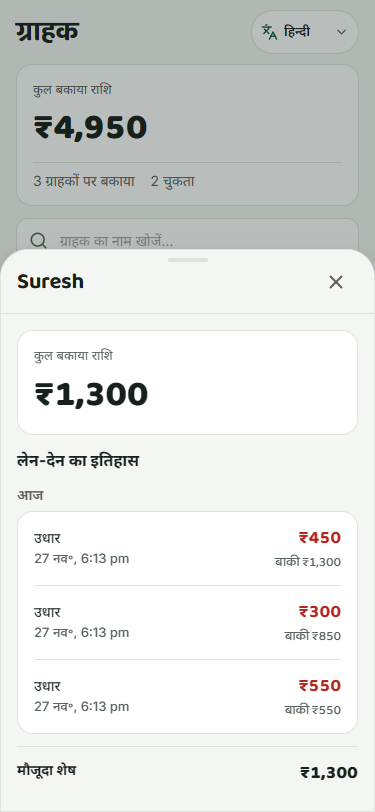 ग्राहक
हिन्दी
कुल बकाया राशि
₹4,950
3 ग्राहकों पर बकाया 2 चुकता
ग्राहक का नाम खोजें...
Suresh
कुल बकाया राशि
₹1,300
लेन-देन का इतिहास
आज
उधार ₹450
27 नव॰, 6:13 pm बाकी ₹1,300
उधार ₹300
27 नव॰, 6:13 pm बाकी ₹850
उधार ₹550
27 नव॰, 6:13 pm बाकी ₹550
मौजूदा शेष ₹1,300